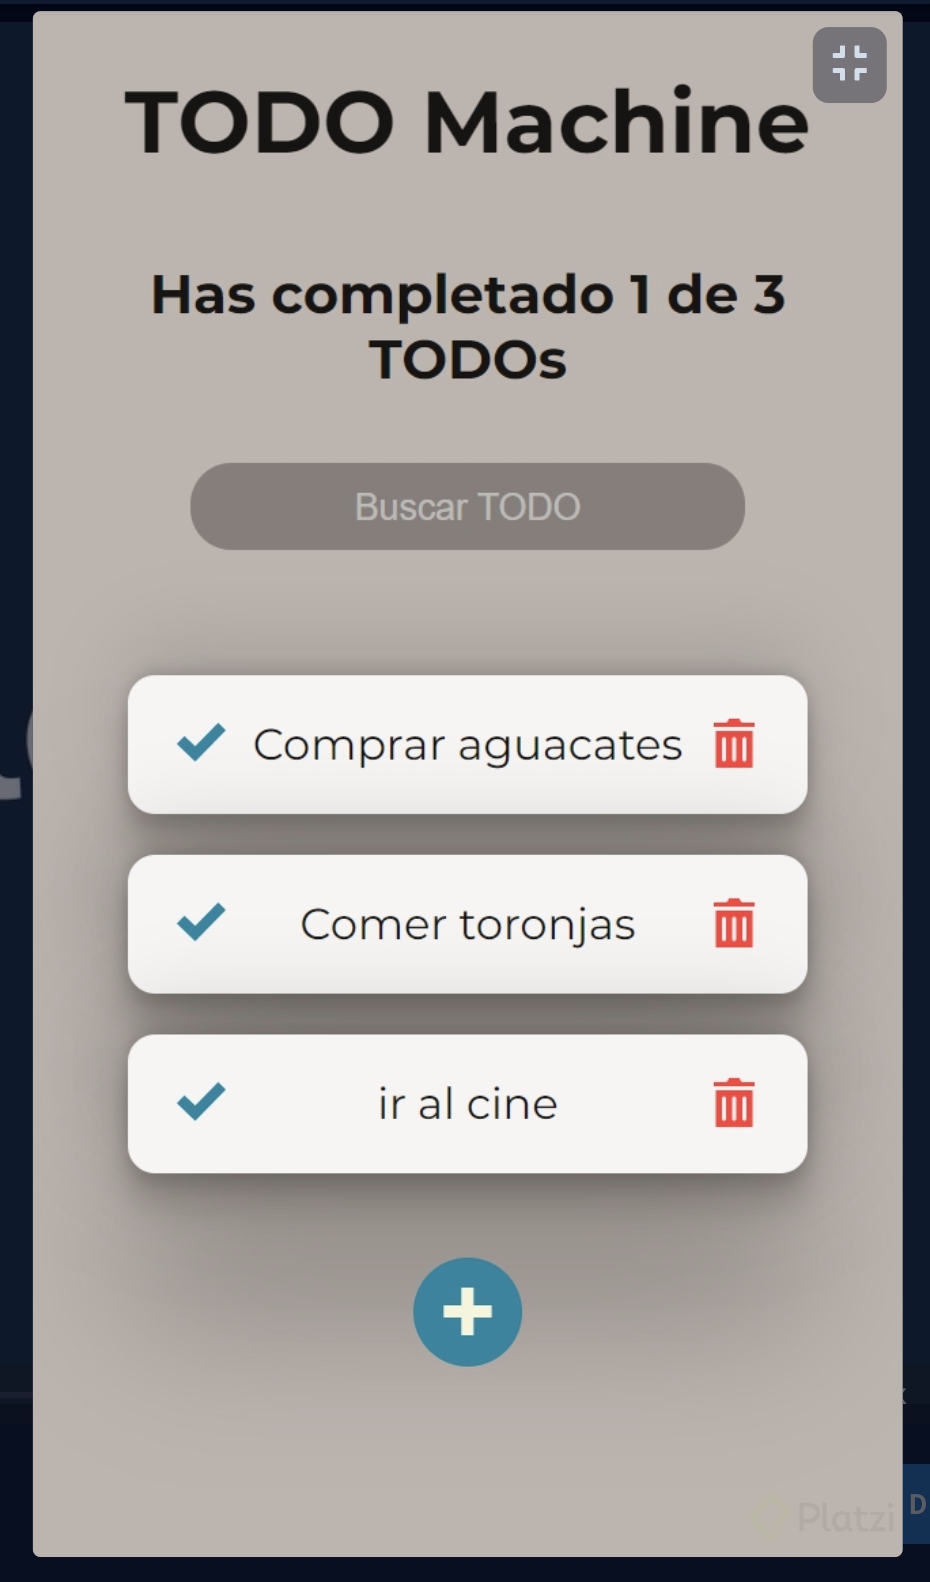 TODO Machine
Has completado 1 de 3
TODOs
Buscar TODO
Comprar aguacates
Comer toronjas
ir al cine
Platzi
D